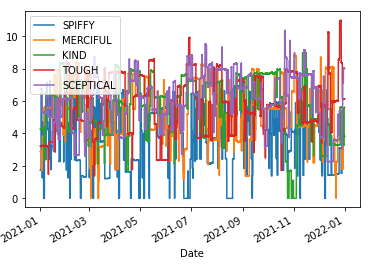 SPIFFY
MERCIFUL
KIND
TOUGH
SCEPTICAL
10
8
6
4
2
0
2021-01
2021-03
2021-05
2021-07
2021-09
2021-11
2022-01
Date